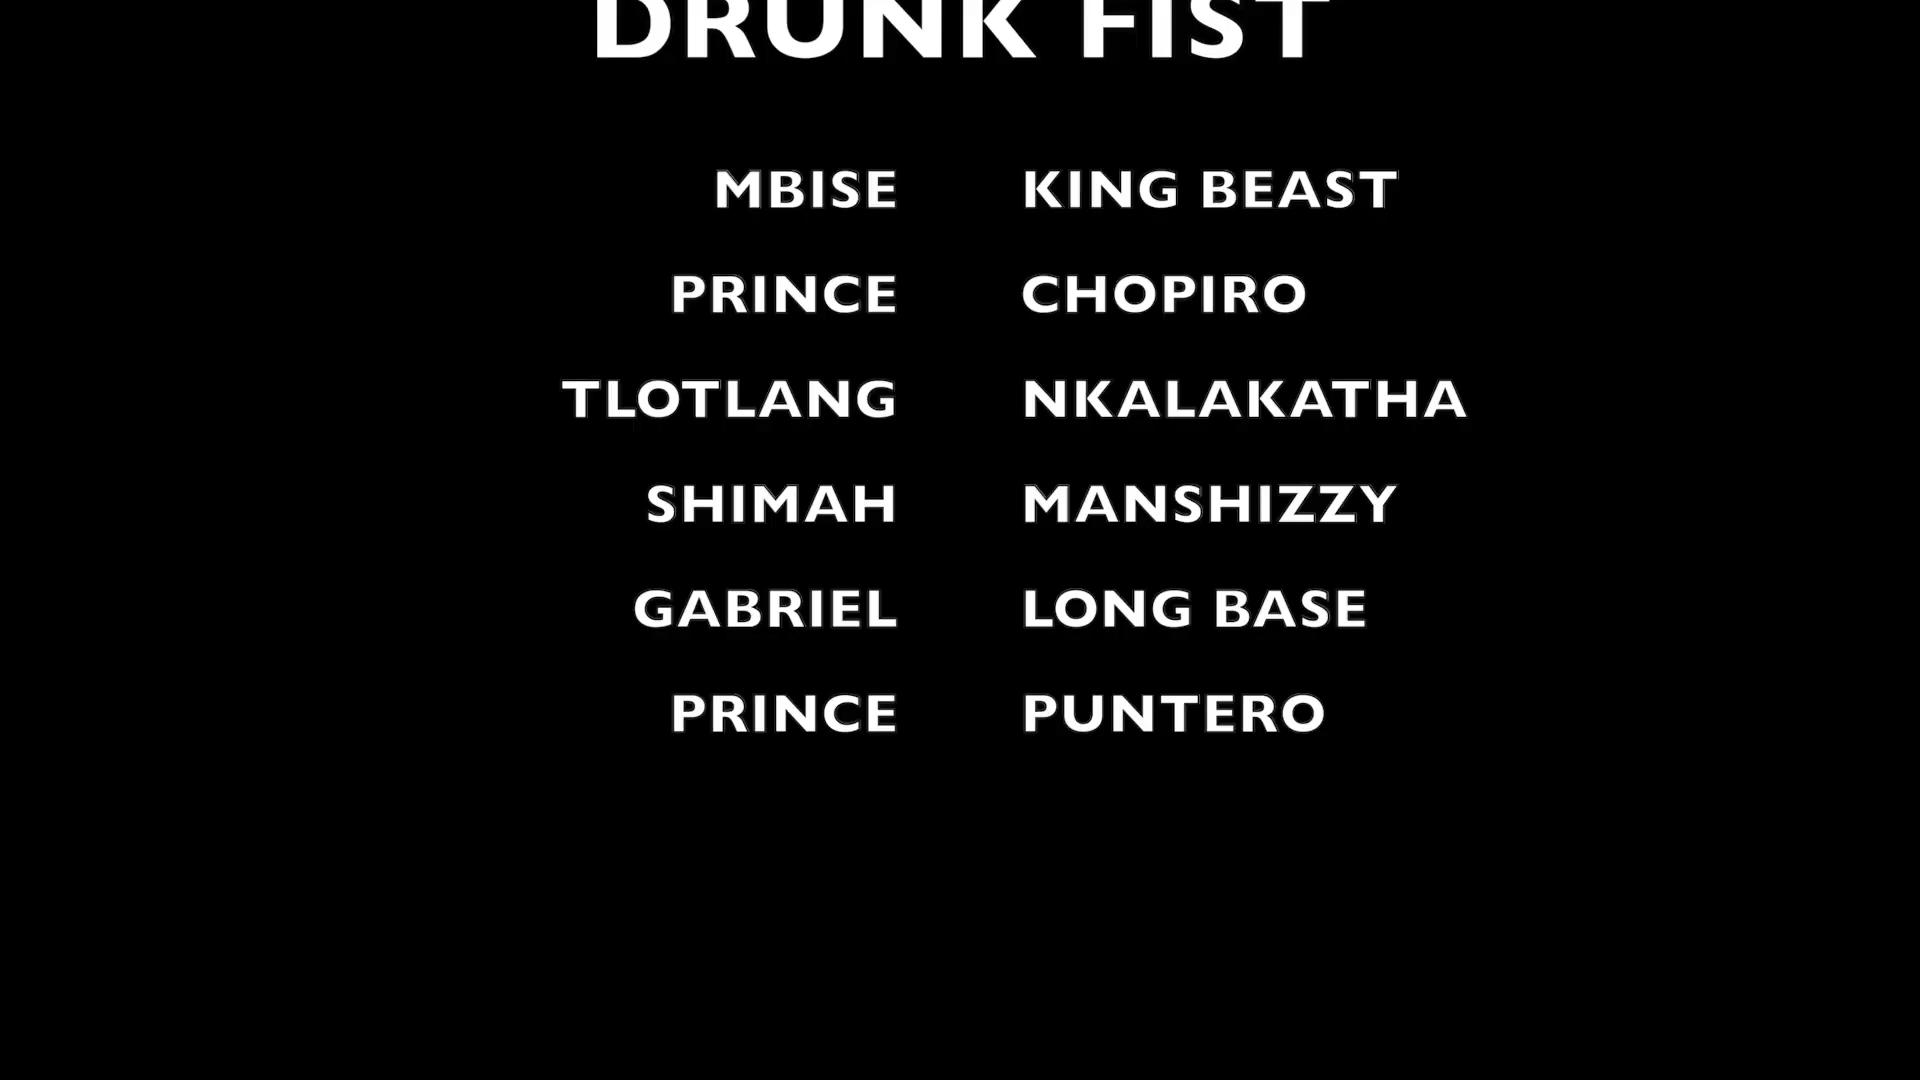 DRUNK FIST
MBISE KING BEAST
PRINCE CHOPIRO
TLOTLANG NKALAKATHA
SHIMAH MANSHIZZY
GABRIEL LONG BASE
PRINCE PUNTERO